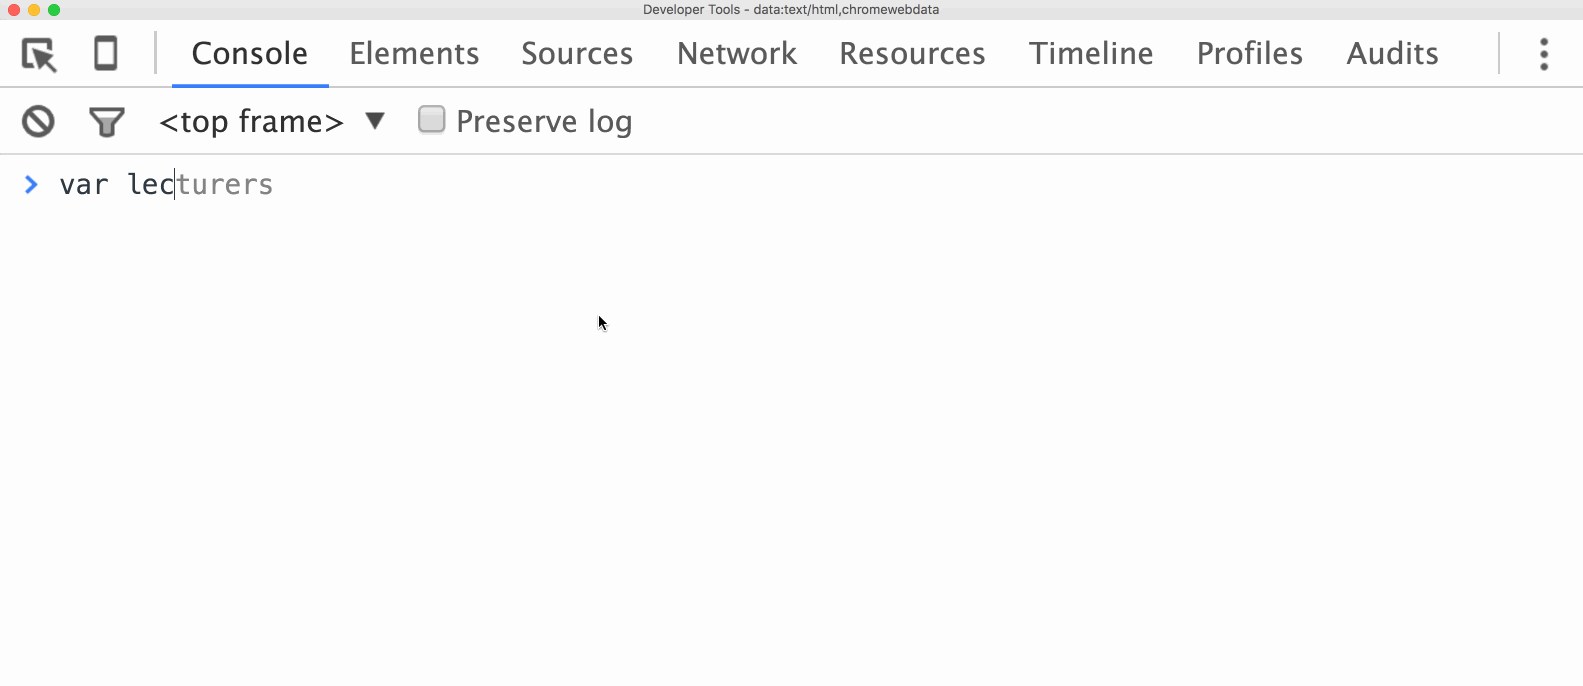 Developer Tools - data:text/html,chromewebdata
Console Elements Sources Network Resources Timeline Profiles Audits
<top frame> ▼ Preserve log
> var lecturers